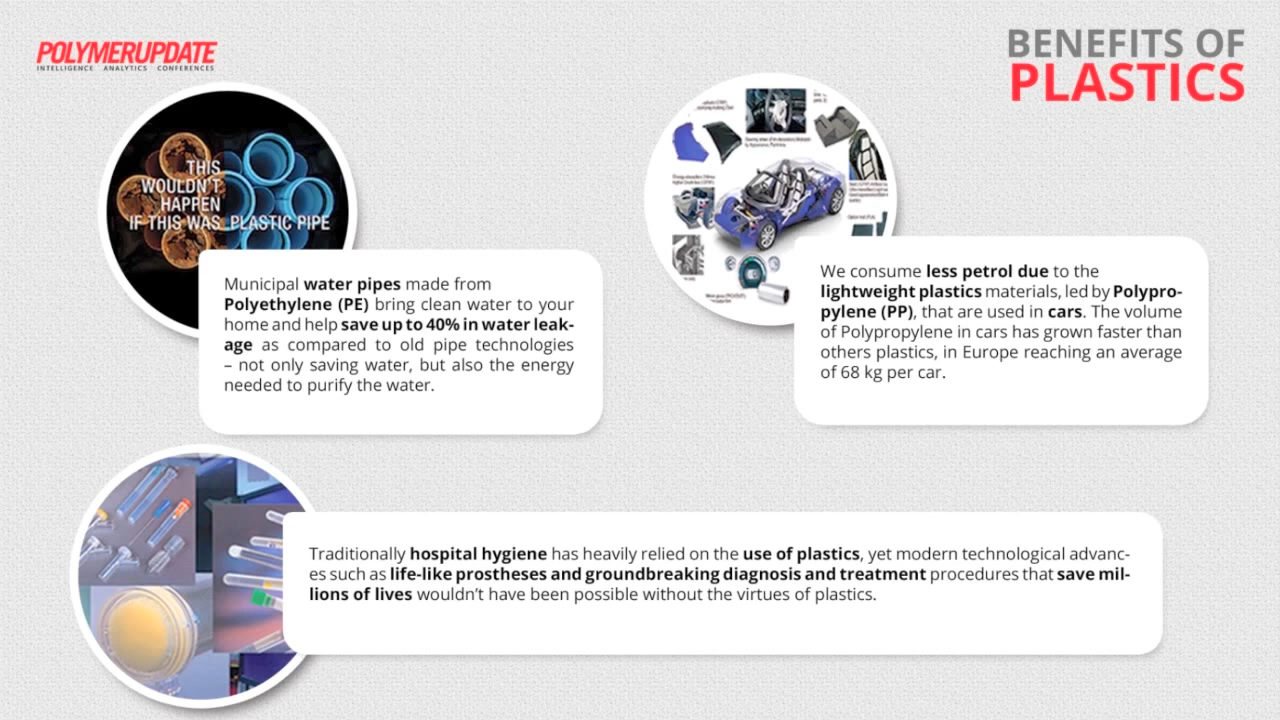 POLYMERUPDATE
INTELLIGENCE ANALYTICS CONFERENCES
BENEFITS OF
PLASTICS
THIS
WOULDN'T
HAPPEN
IF THIS WAS PLASTIC PIPE
Municipal water pipes made from
Polyethylene (PE) bring clean water to your
home and help save up to 40% in water leak-
age as compared to old pipe technologies
– not only saving water, but also the energy
needed to purify the water.
We consume less petrol due to the
lightweight plastics materials, led by Polypro-
pylene (PP), that are used in cars. The volume
of Polypropylene in cars has grown faster than
others plastics, in Europe reaching an average
of 68 kg per car.
Traditionally hospital hygiene has heavily relied on the use of plastics, yet modern technological advanc-
es such as life-like prostheses and groundbreaking diagnosis and treatment procedures that save mil-
lions of lives wouldn’t have been possible without the virtues of plastics.